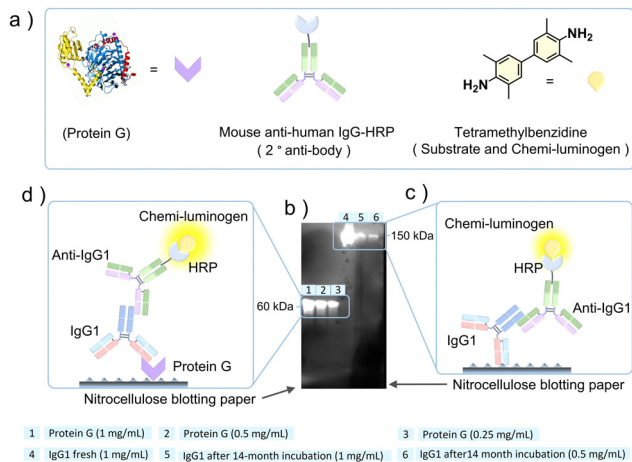 a )
NH₂
NH₂
=
=
(Protein G)
Mouse anti-human IgG-HRP
( 2 ° anti-body )
Tetramethylbenzidine
( Substrate and Chemi-luminogen )
d )
b )
c )
Chemi-luminogen
Anti-IgG1
HRP
IgG1
Protein G
Nitrocellulose blotting paper
4 5 6
150 kDa
1 2 3
60 kDa
Chemi-luminogen
HRP
Anti-IgG1
IgG1
Nitrocellulose blotting paper
1 Protein G (1 mg/mL) 2 Protein G (0.5 mg/mL) 3 Protein G (0.25 mg/mL)
4 IgG1 fresh (1 mg/mL) 5 IgG1 after 14-month incubation (1 mg/mL) 6 IgG1 after14 month incubation (0.5 mg/mL)